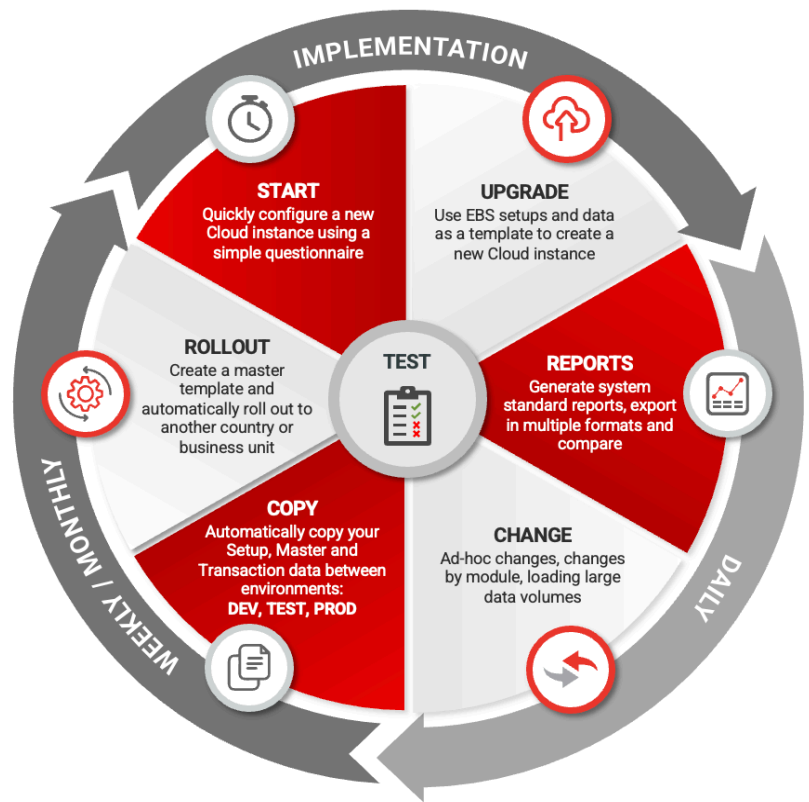 IMPLEMENTATION
START
Quickly configure a new
Cloud instance using a
simple questionnaire
UPGRADE
Use EBS setups and data
as a template to create a
new Cloud instance
ROLLOUT
Create a master
template and
automatically roll out to
another country or
business unit
TEST
REPORTS
Generate system
standard reports, export
in multiple formats and
compare
COPY
Automatically copy your
Setup, Master and
Transaction data between
environments:
DEV, TEST, PROD
CHANGE
Ad-hoc changes, changes
by module, loading large
data volumes
WEEKLY / MONTHLY
DAILY